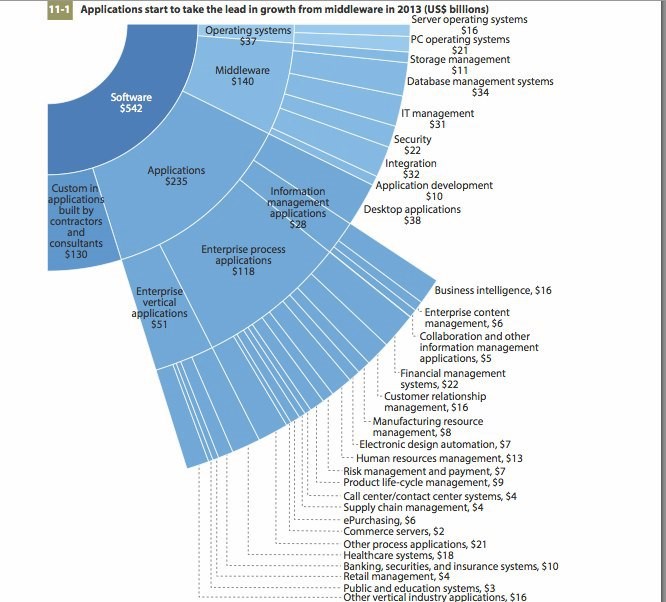 11-1 Applications start to take the lead in growth from middleware in 2013 (US$ billions)
Software
$542
Operating systems
$37
Middleware
$140
Applications
$235
Custom in
applications
built by
contractors
and
consultants
$130
Information
management
applications
$28
Enterprise process
applications
$118
Enterprise
vertical
applications
$51
Server operating systems
$16
PC operating systems
$21
Storage management
$11
Database management systems
$34
IT management
$31
Security
$22
Integration
$32
Application development
$10
Desktop applications
$38
Business intelligence, $16
Enterprise content
management, $6
Collaboration and other
information management
applications, $5
Financial management
systems, $22
Customer relationship
management, $16
Manufacturing resource
management, $8
Electronic design automation, $7
Human resources management, $13
Risk management and payment, $7
Product life-cycle management, $9
Call center/contact center systems, $4
Supply chain management, $4
ePurchasing, $6
Commerce servers, $2
Other process applications, $21
Healthcare systems, $18
Banking, securities, and insurance systems, $10
Retail management, $4
Public and education systems, $3
Other vertical industry applications, $16